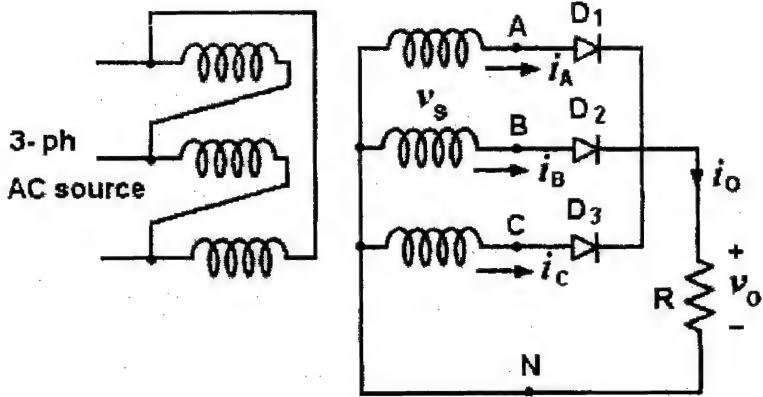 A
D1
iA
vs
B
D2
3- ph
AC source
iB
iO
C
D3
iC
+
R
vo
–
N